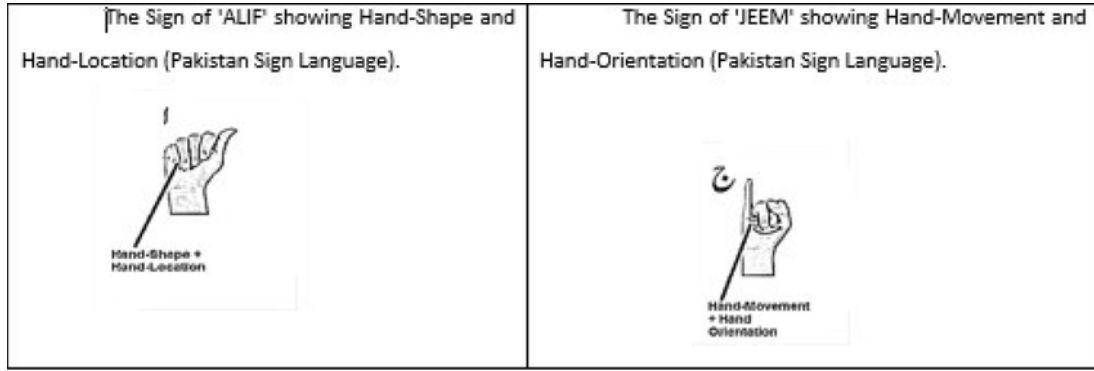 The Sign of 'ALIF' showing Hand-Shape and
Hand-Location (Pakistan Sign Language).
ا
Hand-Shape +
Hand-Location
The Sign of 'JEEM' showing Hand-Movement and
Hand-Orientation (Pakistan Sign Language).
ج
Hand-Movement
+ Hand
Orientation